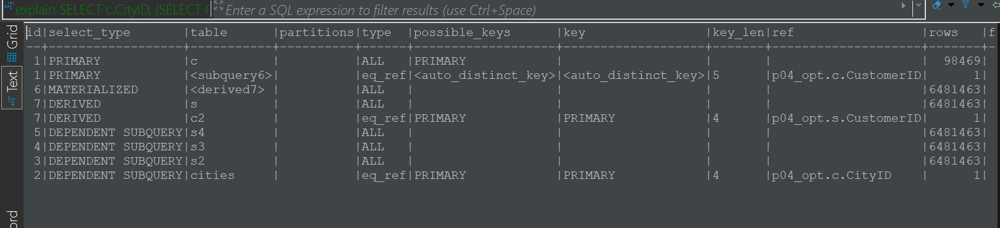 explain SELECT c.CityID, (SELECT Enter a SQL expression to filter results (use Ctrl+Space)
Grid
Text
id|select_type       |table      |partitions|type  |possible_keys      |key                |key_len|ref                 |rows   |f
--+------------------+-----------+----------+------+-------------------+-------------------+-------+--------------------+-------+-
 1|PRIMARY           |c          |          |ALL   |PRIMARY            |                   |       |                    |  98469|
 1|PRIMARY           |<subquery6>|          |eq_ref|<auto_distinct_key>|<auto_distinct_key>|5      |p04_opt.c.CustomerID|      1|
 6|MATERIALIZED      |<derived7> |          |ALL   |                   |                   |       |                    |6481463|
 7|DERIVED           |s          |          |ALL   |                   |                   |       |                    |6481463|
 7|DERIVED           |c2         |          |eq_ref|PRIMARY            |PRIMARY            |4      |p04_opt.s.CustomerID|      1|
 5|DEPENDENT SUBQUERY|s4         |          |ALL   |                   |                   |       |                    |6481463|
 4|DEPENDENT SUBQUERY|s3         |          |ALL   |                   |                   |       |                    |6481463|
 3|DEPENDENT SUBQUERY|s2         |          |ALL   |                   |                   |       |                    |6481463|
 2|DEPENDENT SUBQUERY|cities     |          |eq_ref|PRIMARY            |PRIMARY            |4      |p04_opt.c.CityID    |      1|